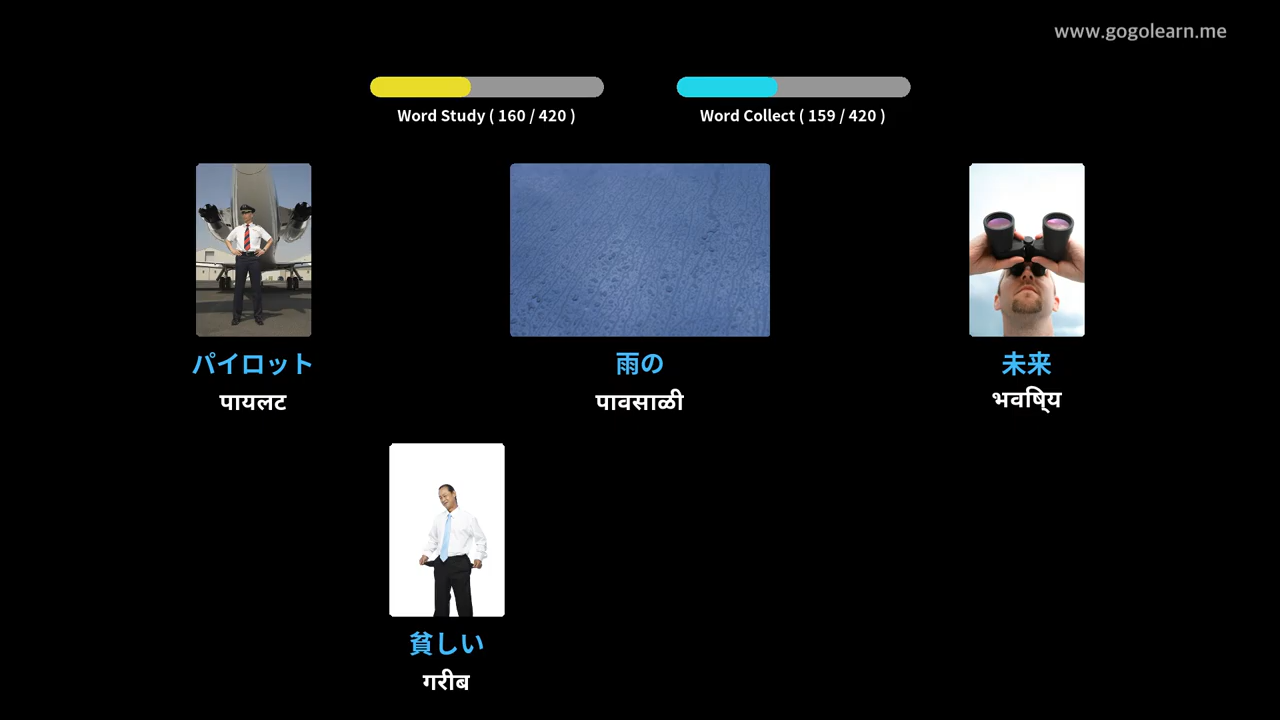 www.gogolearn.me
Word Study ( 160 / 420 )
Word Collect ( 159 / 420 )
パイロット
पायलट
雨の
पावसाळी
未来
भवष्यि
貧しい
गरीब